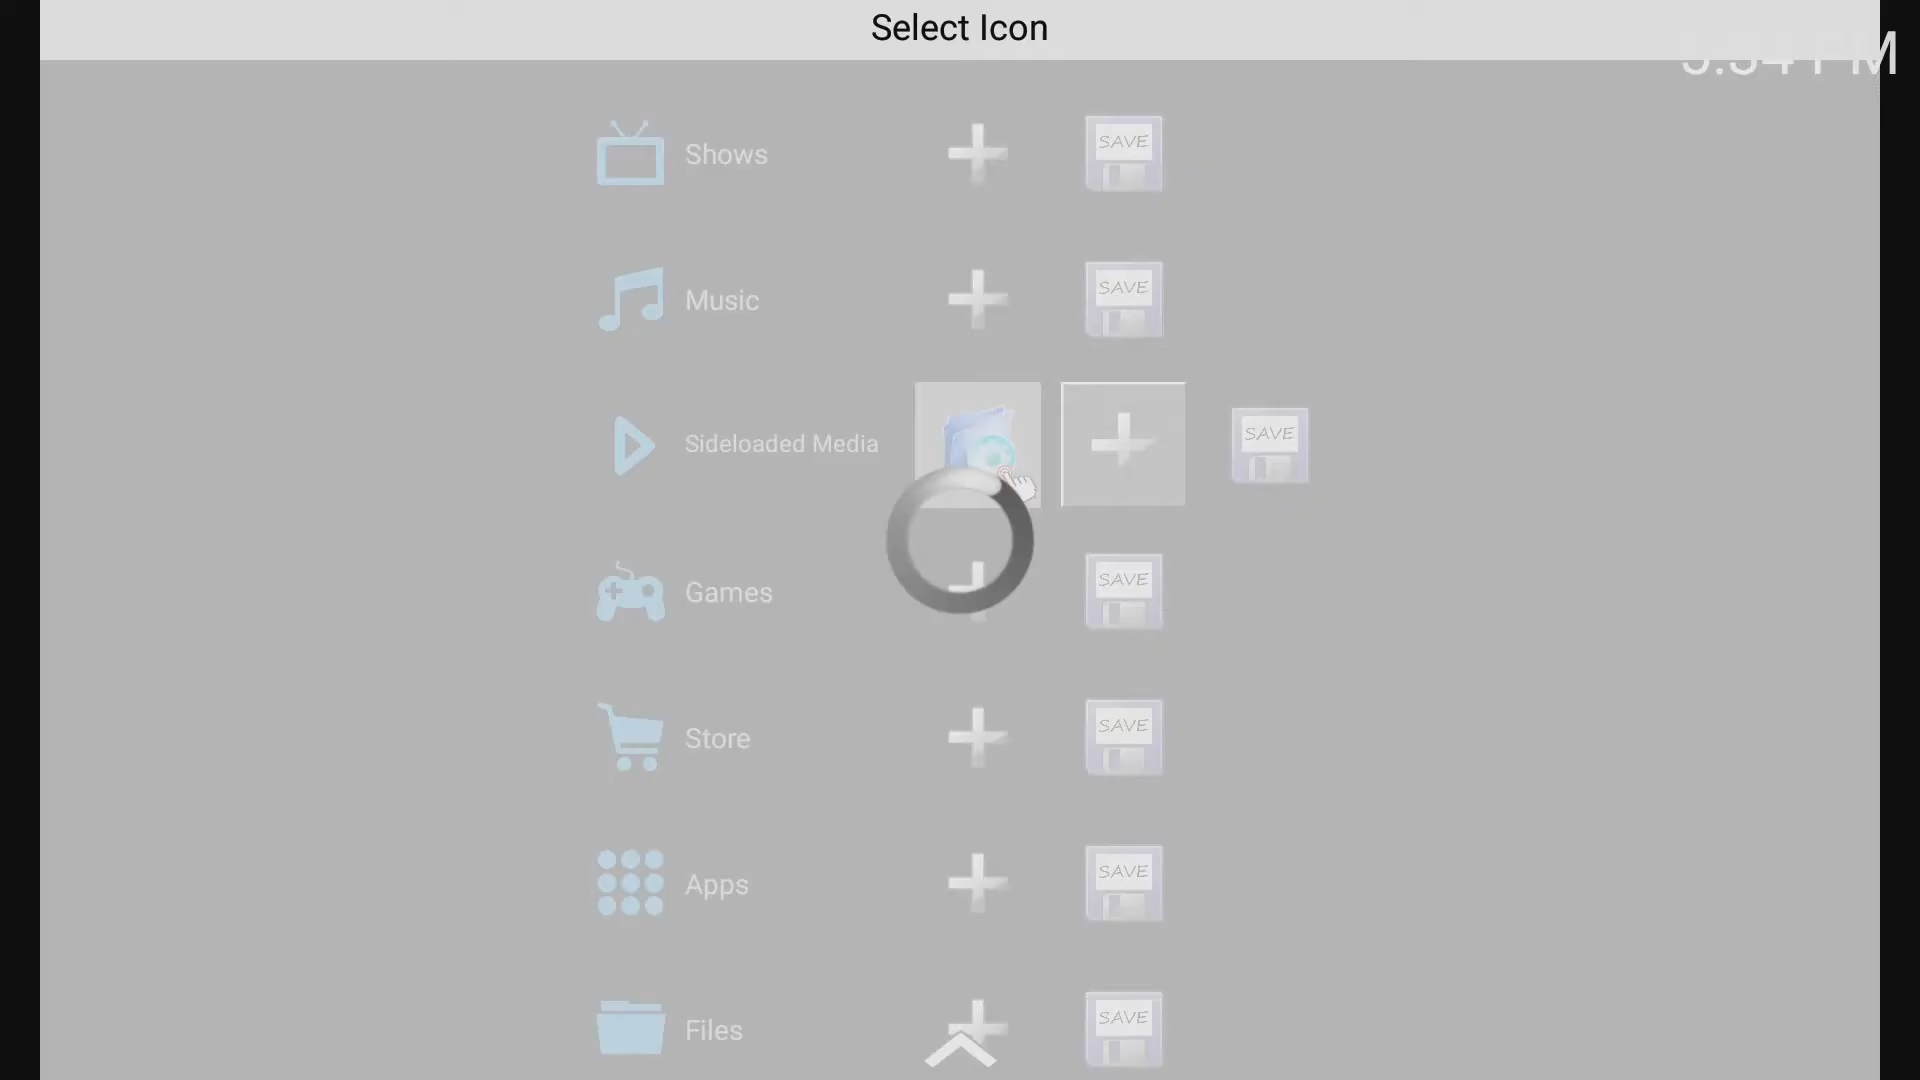 Select Icon
Shows
SAVE
Music
SAVE
Sideloaded Media
SAVE
Games
SAVE
Store
SAVE
Apps
SAVE
Files
SAVE